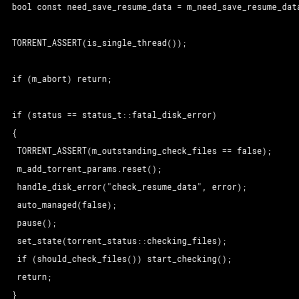 bool const need_save_resume_data = m_need_save_resume_data
TORRENT_ASSERT(is_single_thread());
if (m_abort) return;
if (status == status_t::fatal_disk_error)
{
TORRENT_ASSERT(m_outstanding_check_files == false);
m_add_torrent_params.reset();
handle_disk_error("check_resume_data", error);
auto_managed(false);
pause();
set_state(torrent_status::checking_files);
if (should_check_files()) start_checking();
return;
}